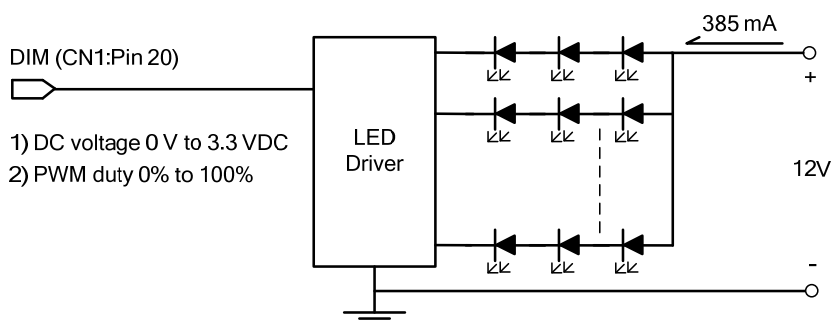 385 mA
DIM (CN1:Pin 20)
+
1) DC voltage 0 V to 3.3 VDC
2) PWM duty 0% to 100%
LED
Driver
12V
-